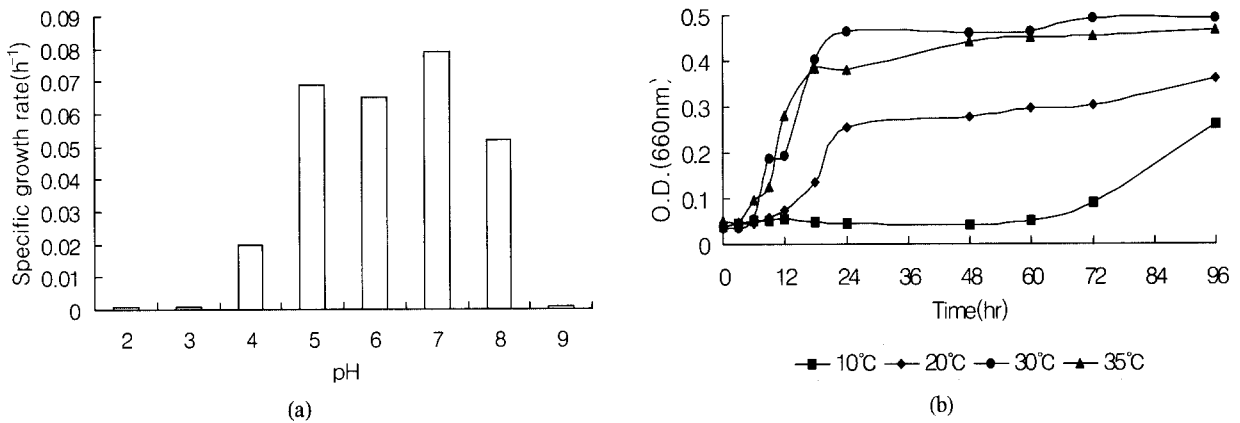 0.09
0.08
0.07
0.06
0.05
0.04
0.03
0.02
0.01
0
Specific growth rate(h⁻¹)
2 3 4 5 6 7 8 9
pH
(a)
0.5
0.4
0.3
0.2
0.1
0
O.D.(660nm)
0 12 24 36 48 60 72 84 96
Time(hr)
10℃ 20℃ 30℃ 35℃
(b)